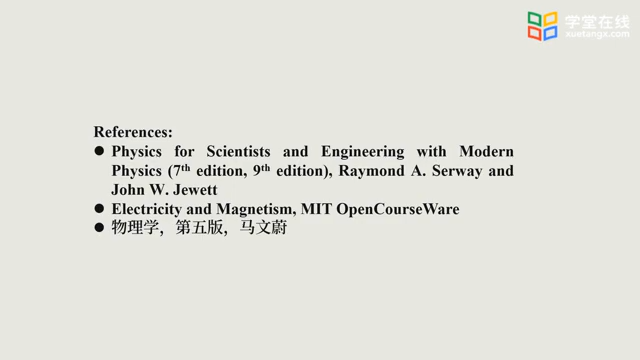 学堂在线
xuetangx.com
References:
● Physics for Scientists and Engineering with Modern
Physics (7th edition, 9th edition), Raymond A. Serway and
John W. Jewett
● Electricity and Magnetism, MIT OpenCourseWare
● 物理学，第五版，马文蔚